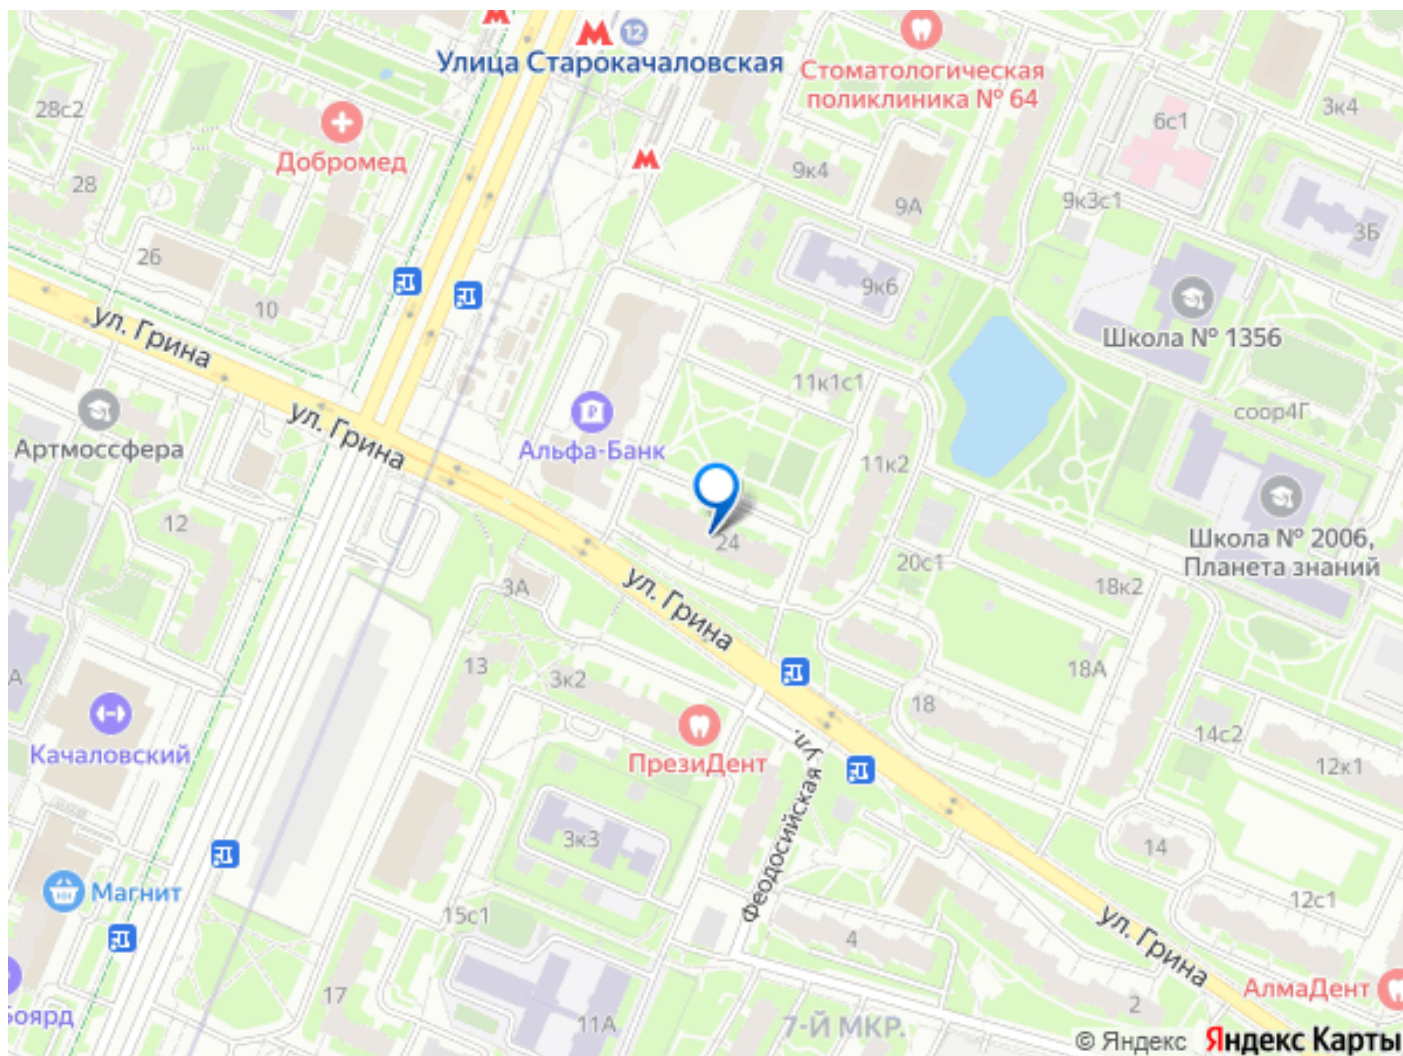 12
Улица Старокачаловская
Стоматологическая
поликлиника № 64
28с2
3к4
6с1
Добромед
9к4
28
9А
9к3с1
3Б
26
9к6
10
ул. Грина
Школа № 1356
11к1с1
Артмоссфера
ул. Грина
Альфа-Банк
соор4Г
11к2
12
24
Школа № 2006,
Планета знаний
20с1
3А
ул. Грина
18к2
13
3к2
18А
А
18
Качаловский
ПрезиДент
14с2
12к1
Феодосийская ул.
3к3
14
Магнит
12с1
15с1
4
ул. Грина
17
2
АлмаДент
Боярд
11А
7-Й МКР.
© Яндекс Яндекс Карты